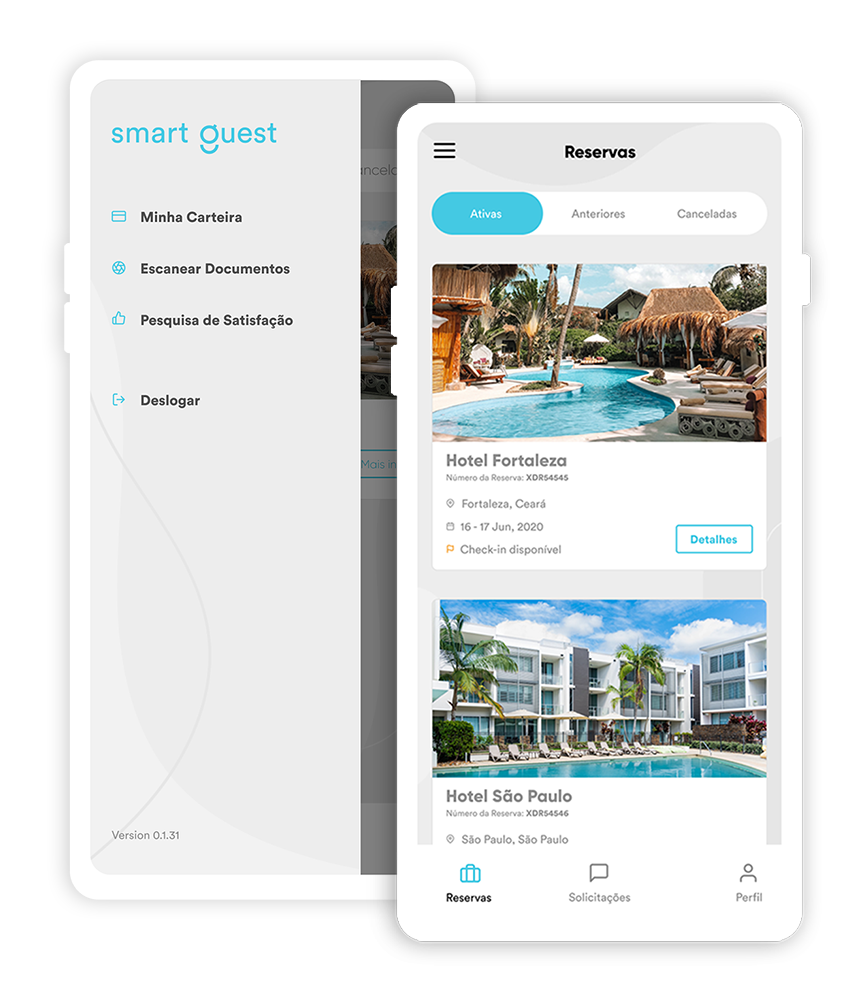 smart guest
Minha Carteira
Escanear Documentos
Pesquisa de Satisfação
Deslogar
Version 0.1.31
Mais in
Reservas
Ativas
Anteriores
Canceladas
Hotel Fortaleza
Número da Reserva: XDR54545
Fortaleza, Ceará
16 - 17 Jun, 2020
Check-in disponível
Detalhes
Hotel São Paulo
Número da Reserva: XDR54546
São Paulo, São Paulo
Reservas
Solicitações
Perfil